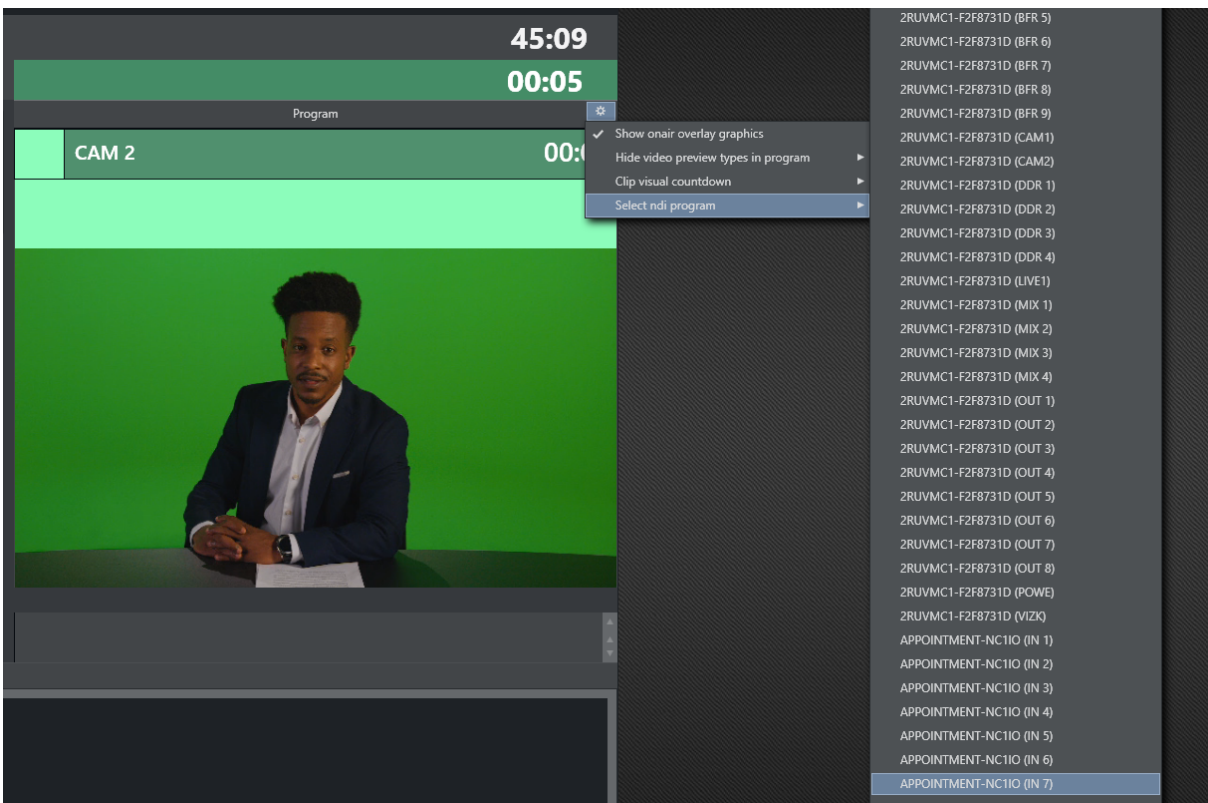 45:09
00:05
Program
CAM 2
00:
Show onair overlay graphics
Hide video preview types in program
Clip visual countdown
Select ndi program
2RUVMC1-F2F8731D (BFR 5)
2RUVMC1-F2F8731D (BFR 6)
2RUVMC1-F2F8731D (BFR 7)
2RUVMC1-F2F8731D (BFR 8)
2RUVMC1-F2F8731D (BFR 9)
2RUVMC1-F2F8731D (CAM1)
2RUVMC1-F2F8731D (CAM2)
2RUVMC1-F2F8731D (DDR 1)
2RUVMC1-F2F8731D (DDR 2)
2RUVMC1-F2F8731D (DDR 3)
2RUVMC1-F2F8731D (DDR 4)
2RUVMC1-F2F8731D (LIVE1)
2RUVMC1-F2F8731D (MIX 1)
2RUVMC1-F2F8731D (MIX 2)
2RUVMC1-F2F8731D (MIX 3)
2RUVMC1-F2F8731D (MIX 4)
2RUVMC1-F2F8731D (OUT 1)
2RUVMC1-F2F8731D (OUT 2)
2RUVMC1-F2F8731D (OUT 3)
2RUVMC1-F2F8731D (OUT 4)
2RUVMC1-F2F8731D (OUT 5)
2RUVMC1-F2F8731D (OUT 6)
2RUVMC1-F2F8731D (OUT 7)
2RUVMC1-F2F8731D (OUT 8)
2RUVMC1-F2F8731D (POWE)
2RUVMC1-F2F8731D (VIZK)
APPOINTMENT-NC1IO (IN 1)
APPOINTMENT-NC1IO (IN 2)
APPOINTMENT-NC1IO (IN 3)
APPOINTMENT-NC1IO (IN 4)
APPOINTMENT-NC1IO (IN 5)
APPOINTMENT-NC1IO (IN 6)
APPOINTMENT-NC1IO (IN 7)